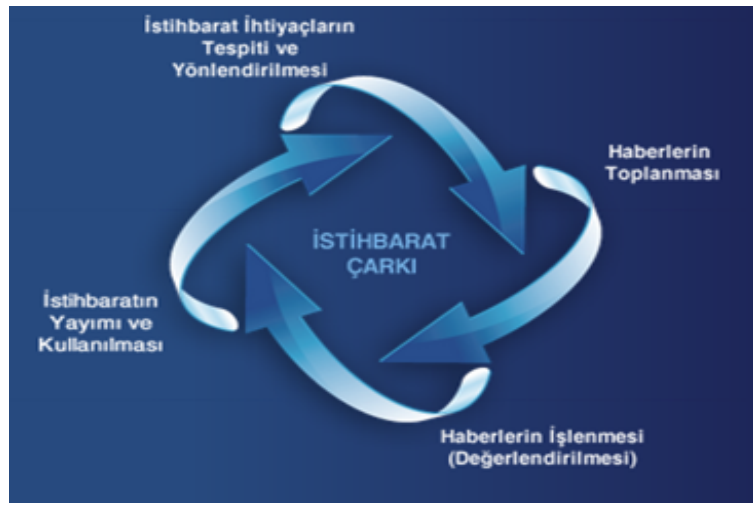 İstihbarat İhtiyaçların
Tespiti ve
Yönlendirilmesi
Haberlerin
Toplanması
İSTİHBARAT
ÇARKI
İstihbaratın
Yayımı ve
Kullanılması
Haberlerin İşlenmesi
(Değerlendirilmesi)